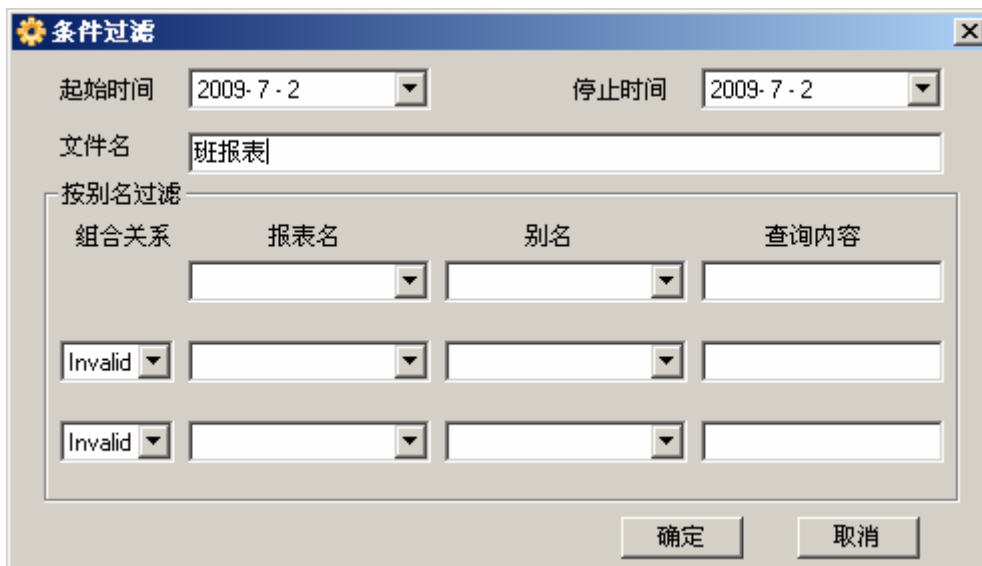 条件过滤
起始时间 2009- 7 - 2 停止时间 2009- 7 - 2
文件名 班报表
按别名过滤
组合关系 报表名 别名 查询内容
Invalid
Invalid
确定 取消